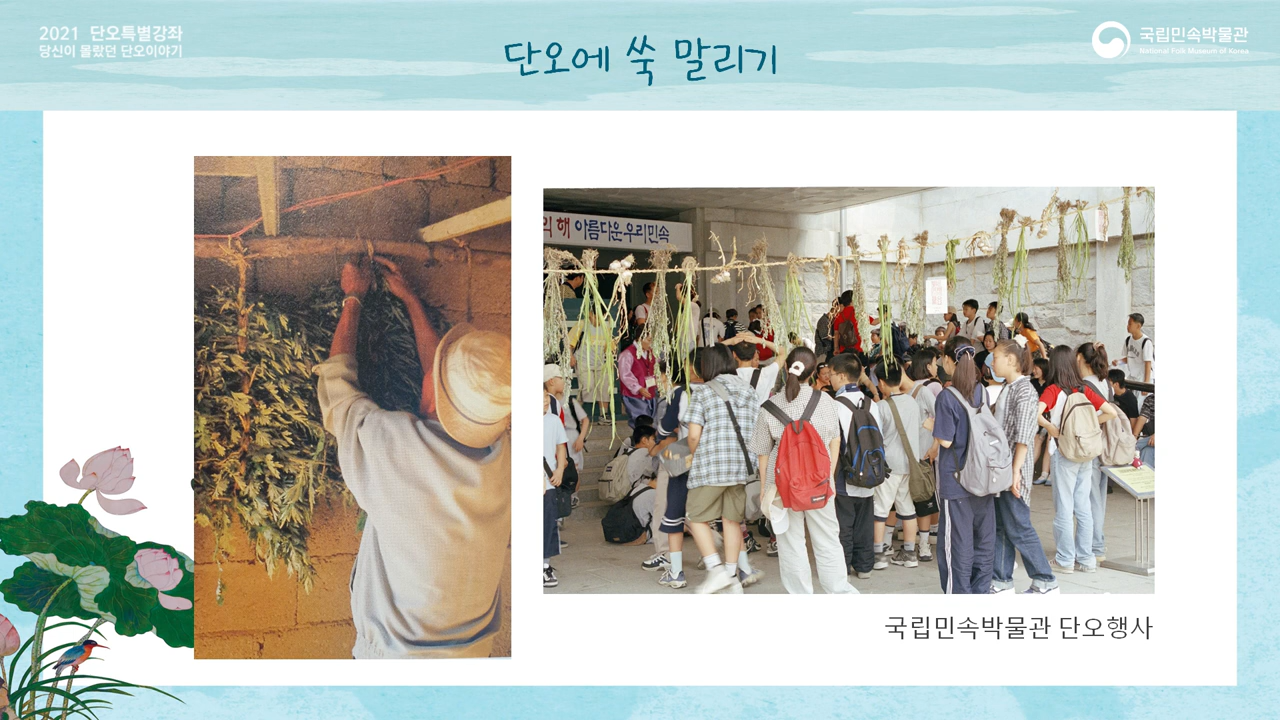 2021 단오특별강좌
당신이 몰랐던 단오이야기
단오에 쑥 말리기
국립민속박물관
National Folk Museum of Korea
의 해 아름다운 우리민속
국립민속박물관 단오행사